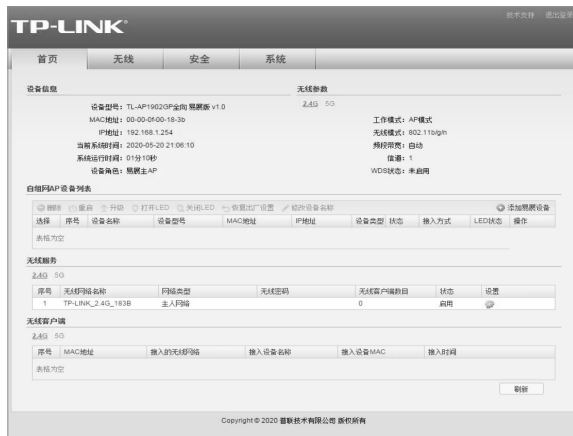 TP-LINK®
技术支持 退出登录
首页 无线 安全 系统
设备信息
设备型号：TL-AP1902GP全向 易展版 v1.0
MAC地址：00-00-0f-00-18-3b
IP地址：192.168.1.254
当前系统时间：2020-05-20 21:06:10
系统运行时间：01分10秒
设备角色：易展主AP
无线参数
2.4G 5G
工作模式：AP模式
无线模式：802.11b/g/n
频段带宽：自动
信道：1
WDS状态：未启用
自组网AP设备列表
删除 重启 升级 打开LED 关闭LED 恢复出厂设置 修改设备名称 添加易展设备
选择 序号 设备名称 设备型号 MAC地址 IP地址 设备类型 状态 接入方式 LED状态 操作
表格为空
无线服务
2.4G 5G
序号 无线网络名称 网络类型 无线密码 无线客户端数目 状态 设置
1 TP-LINK_2.4G_183B 主人网络 0 启用
无线客户端
2.4G 5G
序号 MAC地址 接入的无线网络 接入设备名称 接入设备MAC 接入时间
表格为空
刷新
Copyright © 2020 普联技术有限公司 版权所有